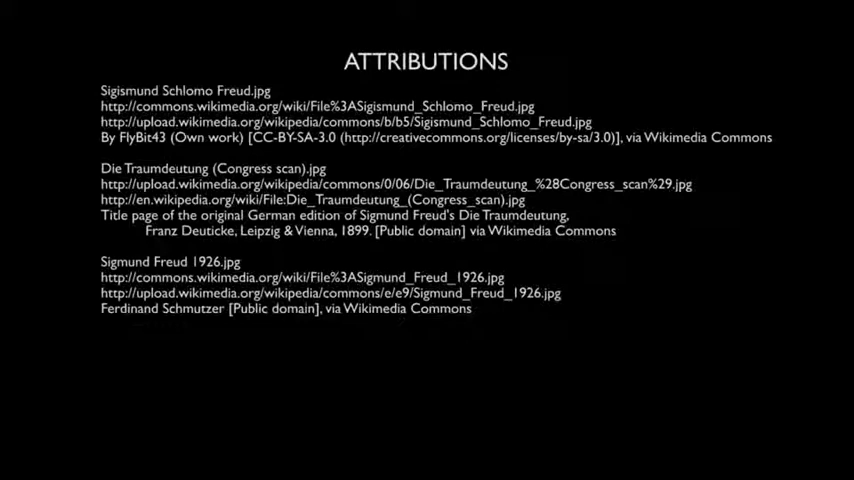 ATTRIBUTIONS
Sigismund Schlomo Freud.jpg
http://commons.wikimedia.org/wiki/File%3ASigismund_Schlomo_Freud.jpg
http://upload.wikimedia.org/wikipedia/commons/b/b5/Sigismund_Schlomo_Freud.jpg
By FlyBit43 (Own work) [CC-BY-SA-3.0 (http://creativecommons.org/licenses/by-sa/3.0)], via Wikimedia Commons
Die Traumdeutung (Congress scan).jpg
http://upload.wikimedia.org/wikipedia/commons/0/06/Die_Traumdeutung_%28Congress_scan%29.jpg
http://en.wikipedia.org/wiki/File:Die_Traumdeutung_(Congress_scan).jpg
Title page of the original German edition of Sigmund Freud's Die Traumdeutung,
Franz Deuticke, Leipzig & Vienna, 1899. [Public domain] via Wikimedia Commons
Sigmund Freud 1926.jpg
http://commons.wikimedia.org/wiki/File%3ASigmund_Freud_1926.jpg
http://upload.wikimedia.org/wikipedia/commons/e/e9/Sigmund_Freud_1926.jpg
Ferdinand Schmutzer [Public domain], via Wikimedia Commons